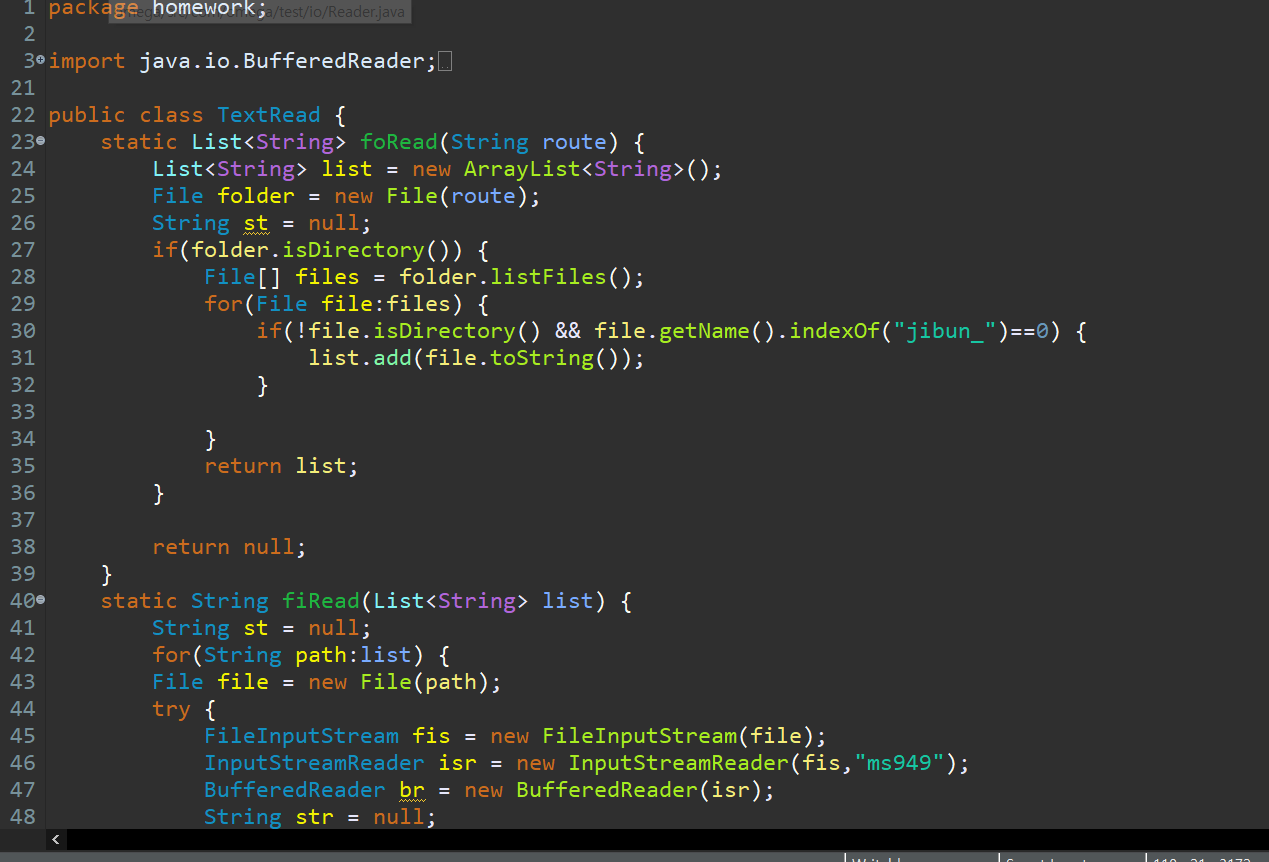 1 package homework;
mega/test/io/Reader.java
2
3 import java.io.BufferedReader;
21
22 public class TextRead {
23 static List<String> foRead(String route) {
24 List<String> list = new ArrayList<String>();
25 File folder = new File(route);
26 String st = null;
27 if(folder.isDirectory()) {
28 File[] files = folder.listFiles();
29 for(File file:files) {
30 if(!file.isDirectory() && file.getName().indexOf("jibun_")==0) {
31 list.add(file.toString());
32 }
33
34 }
35 return list;
36 }
37
38 return null;
39 }
40 static String fiRead(List<String> list) {
41 String st = null;
42 for(String path:list) {
43 File file = new File(path);
44 try {
45 FileInputStream fis = new FileInputStream(file);
46 InputStreamReader isr = new InputStreamReader(fis,"ms949");
47 BufferedReader br = new BufferedReader(isr);
48 String str = null;